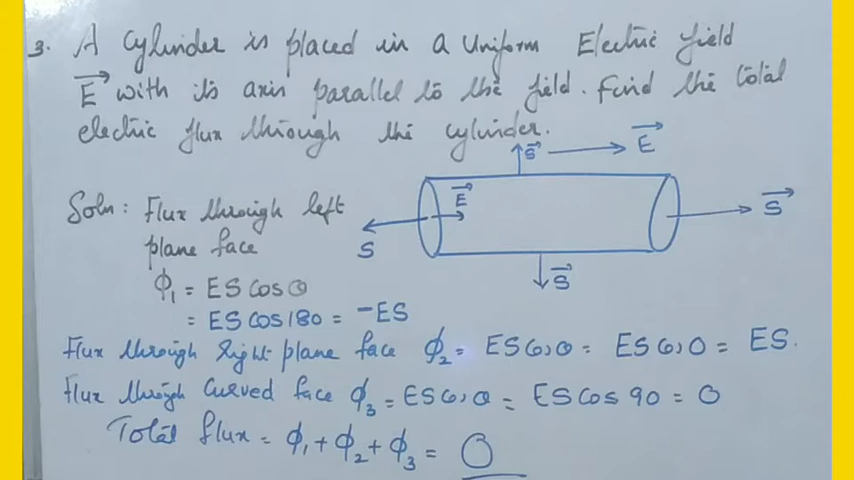 3. A cylinder is placed in a Uniform Electric field
E⃗ with its axis parallel to the field. Find the total
electric flux through the cylinder.
S⃗ E⃗
Soln: Flux through left
plane face
E⃗
S
S⃗
S⃗
ϕ₁ = ES cos θ
= ES cos 180 = -ES
Flux through right plane face ϕ₂ = ES cos θ = ES cos 0 = ES.
Flux through Curved face ϕ₃ = ES cos θ = ES cos 90 = 0
Total flux = ϕ₁ + ϕ₂ + ϕ₃ = 0